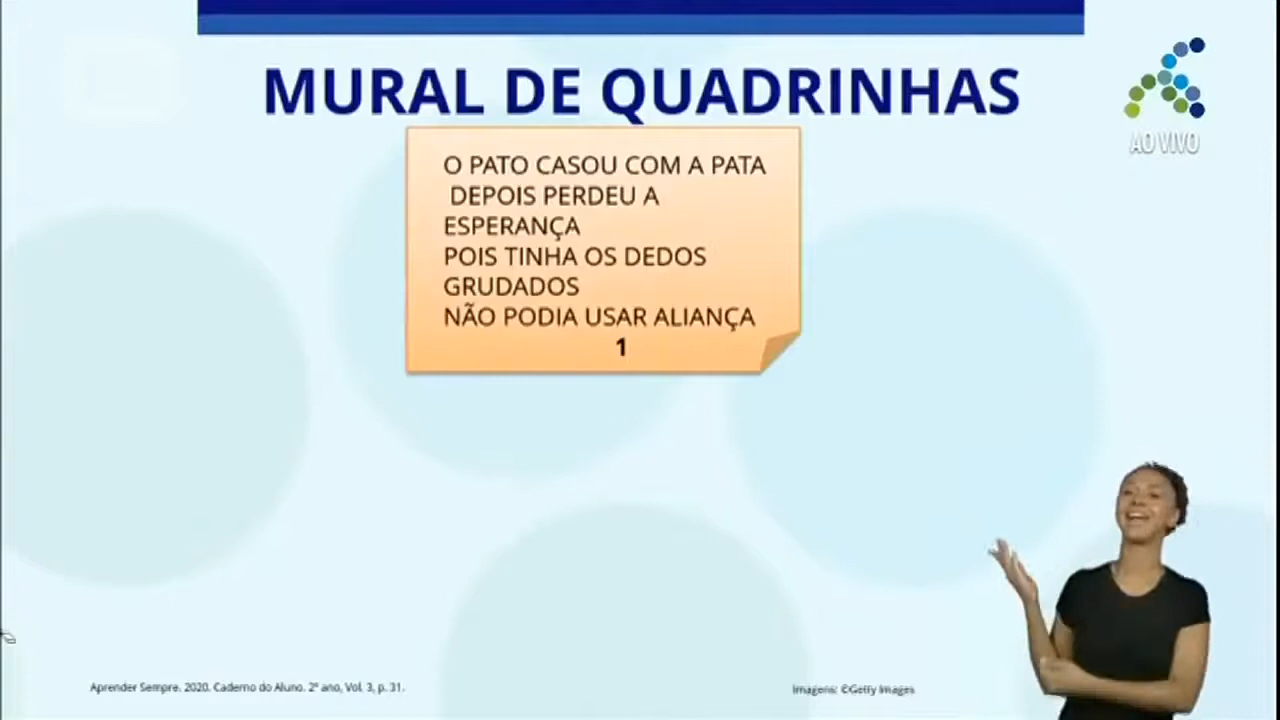 MURAL DE QUADRINHAS
AO VIVO
O PATO CASOU COM A PATA
DEPOIS PERDEU A
ESPERANÇA
POIS TINHA OS DEDOS
GRUDADOS
NÃO PODIA USAR ALIANÇA
1
Aprender Sempre. 2020. Caderno do Aluno. 2º ano, Vol. 3, p. 31.
Imagens: ©Getty Images